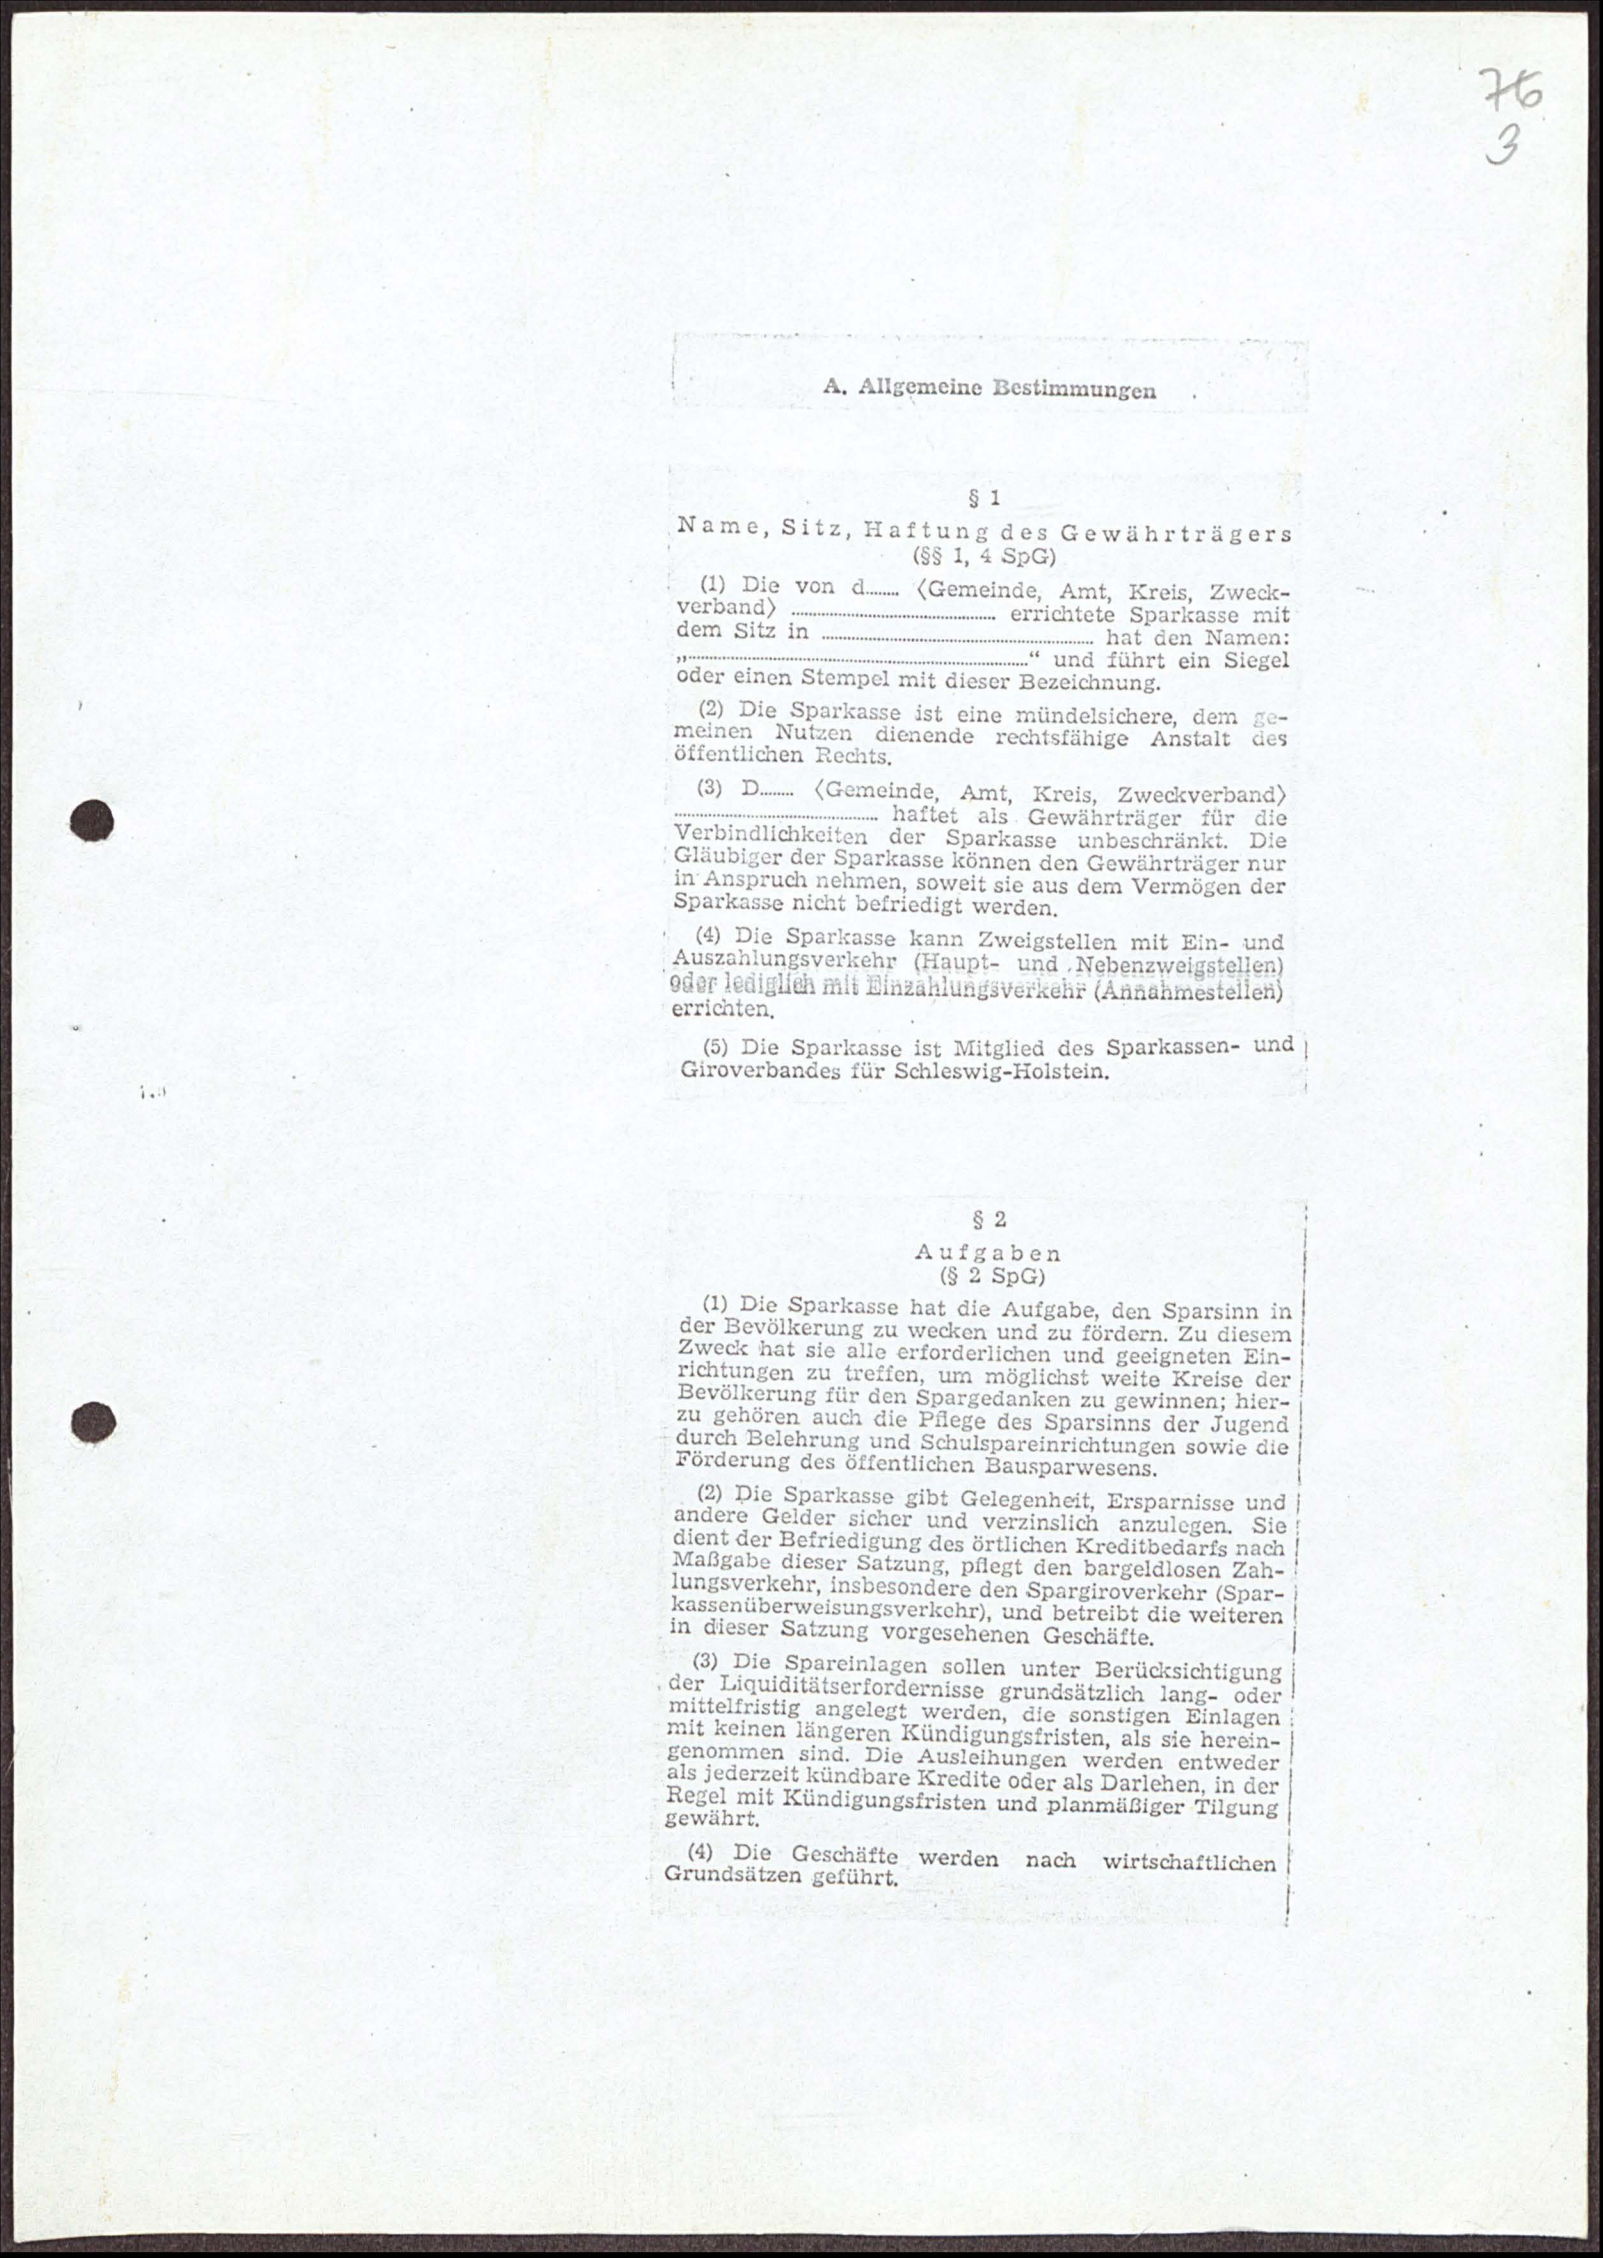 76
3
A. Allgemeine Bestimmungen
§ 1
Name, Sitz, Haftung des Gewährträgers
(§§ 1, 4 SpG)
(1) Die von d........ ⟨Gemeinde, Amt, Kreis, Zweck-
verband⟩ ........................................ errichtete Sparkasse mit
dem Sitz in ........................................ hat den Namen:
„........................................“ und führt ein Siegel
oder einen Stempel mit dieser Bezeichnung.
(2) Die Sparkasse ist eine mündelsichere, dem ge-
meinen Nutzen dienende rechtsfähige Anstalt des
öffentlichen Rechts.
(3) D........ ⟨Gemeinde, Amt, Kreis, Zweckverband⟩
........................................ haftet als Gewährträger für die
Verbindlichkeiten der Sparkasse unbeschränkt. Die
Gläubiger der Sparkasse können den Gewährträger nur
in Anspruch nehmen, soweit sie aus dem Vermögen der
Sparkasse nicht befriedigt werden.
(4) Die Sparkasse kann Zweigstellen mit Ein- und
Auszahlungsverkehr (Haupt- und Nebenzweigstellen)
oder lediglich mit Einzahlungsverkehr (Annahmestellen)
errichten.
(5) Die Sparkasse ist Mitglied des Sparkassen- und
Giroverbandes für Schleswig-Holstein.
§ 2
Aufgaben
(§ 2 SpG)
(1) Die Sparkasse hat die Aufgabe, den Sparsinn in
der Bevölkerung zu wecken und zu fördern. Zu diesem
Zweck hat sie alle erforderlichen und geeigneten Ein-
richtungen zu treffen, um möglichst weite Kreise der
Bevölkerung für den Spargedanken zu gewinnen; hier-
zu gehören auch die Pflege des Sparsinns der Jugend
durch Belehrung und Schulspareinrichtungen sowie die
Förderung des öffentlichen Bausparwesens.
(2) Die Sparkasse gibt Gelegenheit, Ersparnisse und
andere Gelder sicher und verzinslich anzulegen. Sie
dient der Befriedigung des örtlichen Kreditbedarfs nach
Maßgabe dieser Satzung, pflegt den bargeldlosen Zah-
lungsverkehr, insbesondere den Spargiroverkehr (Spar-
kassenüberweisungsverkehr), und betreibt die weiteren
in dieser Satzung vorgesehenen Geschäfte.
(3) Die Spareinlagen sollen unter Berücksichtigung
der Liquiditätserfordernisse grundsätzlich lang- oder
mittelfristig angelegt werden, die sonstigen Einlagen
mit keinen längeren Kündigungsfristen, als sie herein-
genommen sind. Die Ausleihungen werden entweder
als jederzeit kündbare Kredite oder als Darlehen, in der
Regel mit Kündigungsfristen und planmäßiger Tilgung
gewährt.
(4) Die Geschäfte werden nach wirtschaftlichen
Grundsätzen geführt.